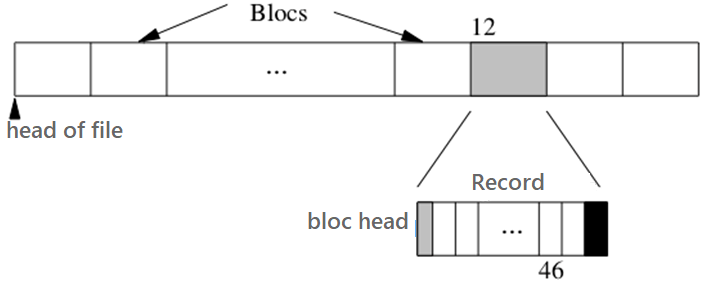 Blocs
12
...
head of file
Record
bloc head
...
46